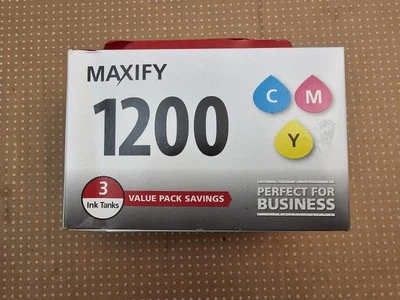 MAXIFY
1200
C
M
Y
3
Ink Tanks
VALUE PACK SAVINGS
PERFECT FOR
BUSINESS